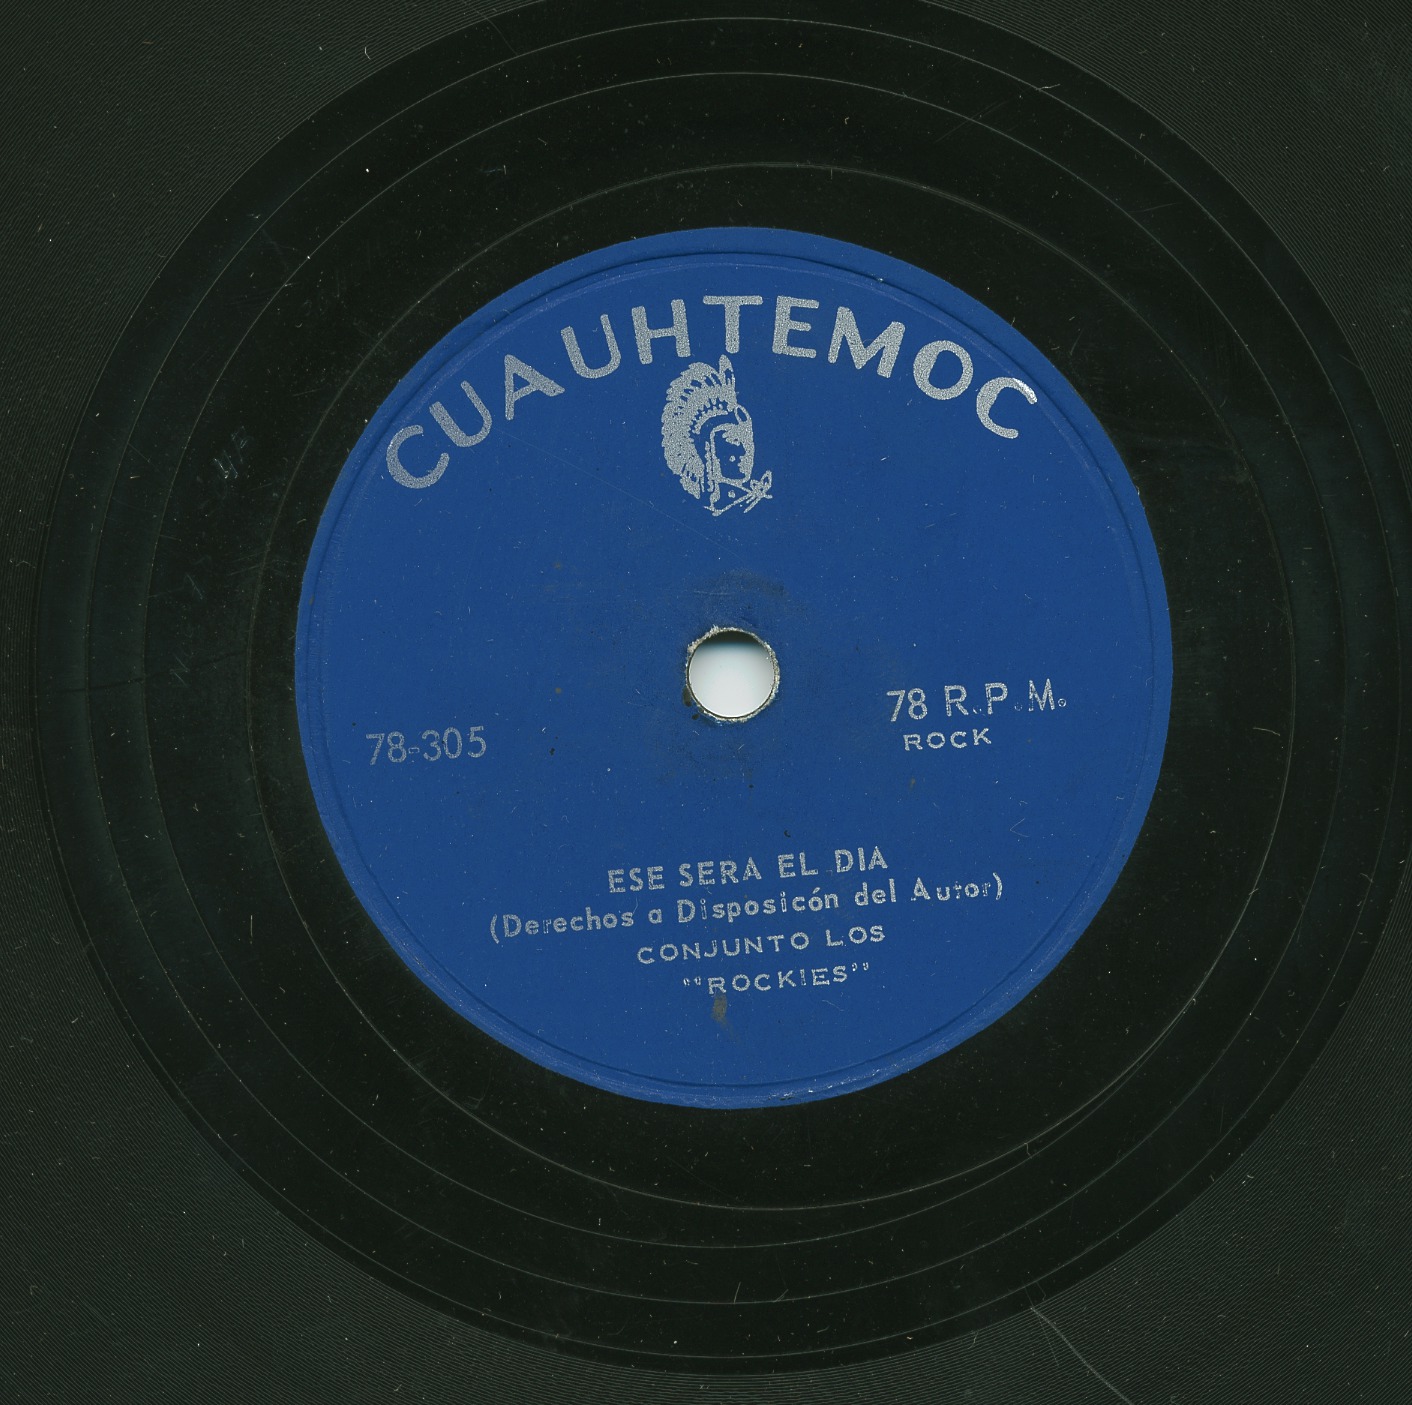 CUAUHTEMOC
78 R.P.M.
ROCK
78-305
ESE SERA EL DIA
(Derechos a Disposicón del Autor)
CONJUNTO LOS
"ROCKIES"